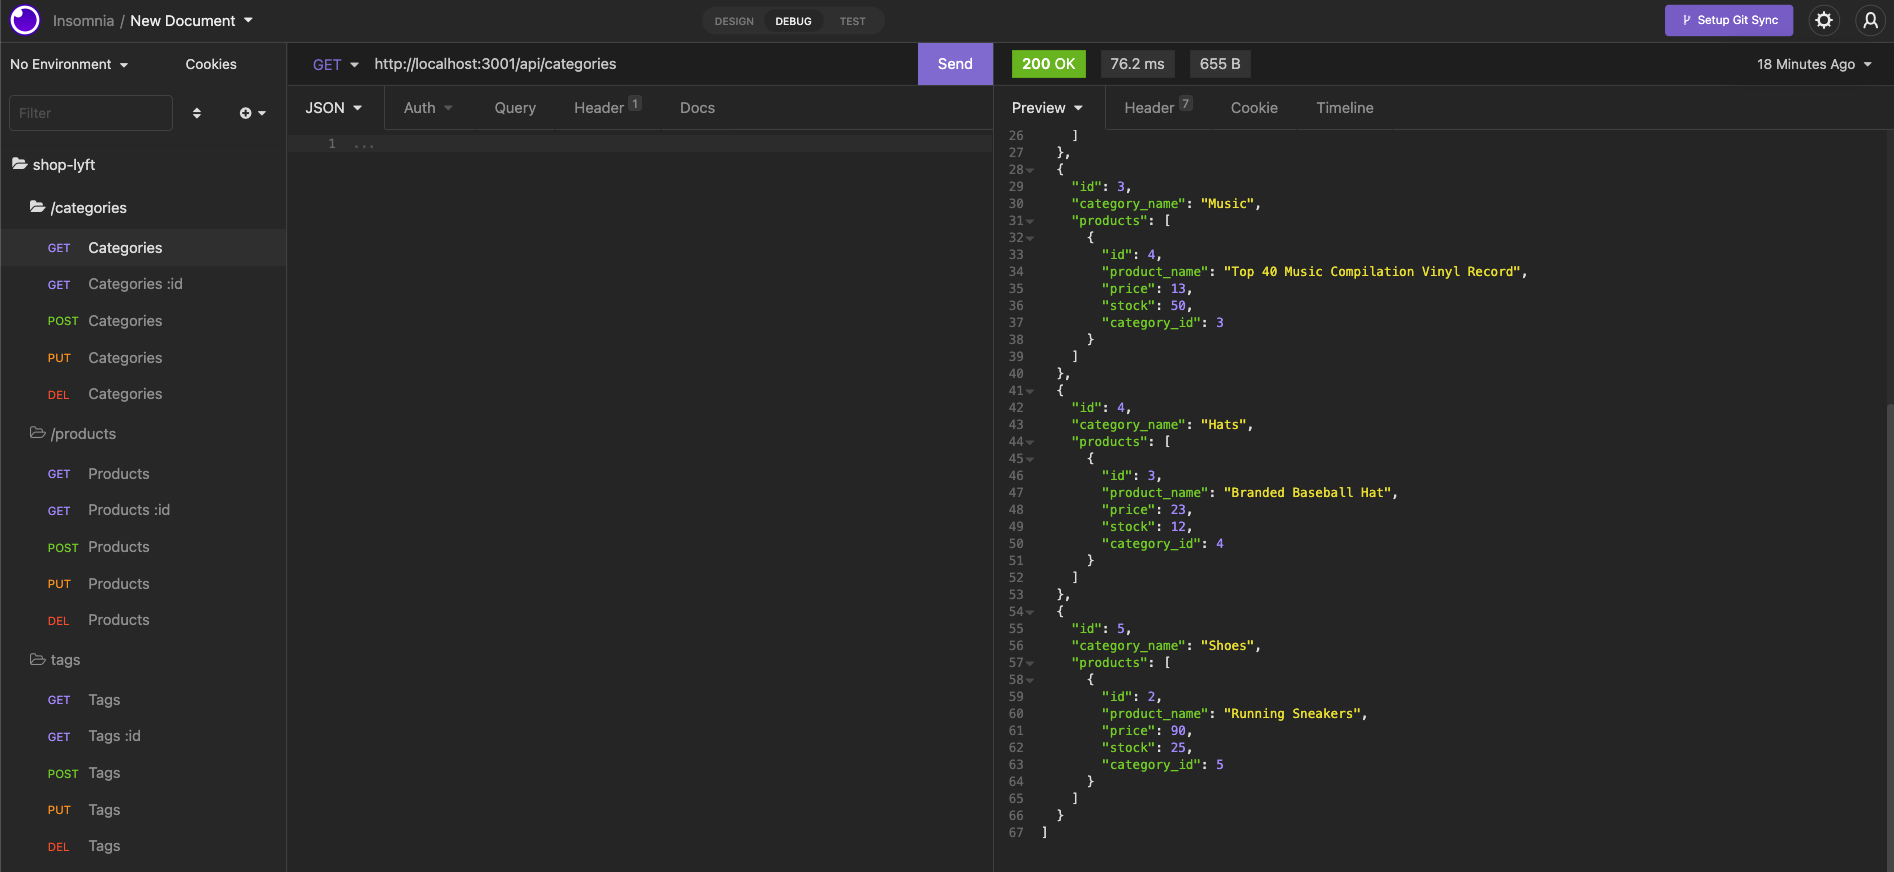 Insomnia / New Document
DESIGN DEBUG TEST
Setup Git Sync
No Environment
Cookies
GET http://localhost:3001/api/categories
Send
200 OK 76.2 ms 655 B
18 Minutes Ago
Filter
JSON Auth Query Header 1 Docs
Preview Header 7 Cookie Timeline
shop-lyft
/categories
GET Categories
GET Categories :id
POST Categories
PUT Categories
DEL Categories
/products
GET Products
GET Products :id
POST Products
PUT Products
DEL Products
tags
GET Tags
GET Tags :id
POST Tags
PUT Tags
DEL Tags
1 ...
26 ]
27 },
28 {
29 "id": 3,
30 "category_name": "Music",
31 "products": [
32 {
33 "id": 4,
34 "product_name": "Top 40 Music Compilation Vinyl Record",
35 "price": 13,
36 "stock": 50,
37 "category_id": 3
38 }
39 ]
40 },
41 {
42 "id": 4,
43 "category_name": "Hats",
44 "products": [
45 {
46 "id": 3,
47 "product_name": "Branded Baseball Hat",
48 "price": 23,
49 "stock": 12,
50 "category_id": 4
51 }
52 ]
53 },
54 {
55 "id": 5,
56 "category_name": "Shoes",
57 "products": [
58 {
59 "id": 2,
60 "product_name": "Running Sneakers",
61 "price": 90,
62 "stock": 25,
63 "category_id": 5
64 }
65 ]
66 }
67 ]